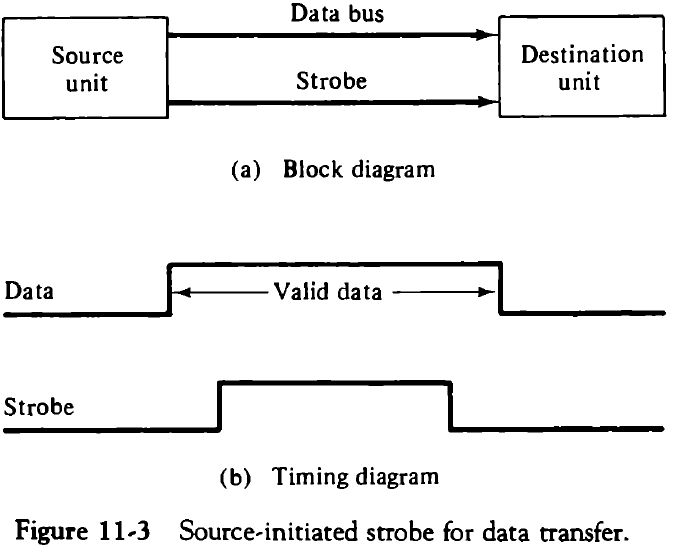 Data bus
Source
unit
Strobe
Destination
unit
(a) Block diagram
Data
Valid data
Strobe
(b) Timing diagram
Figure 11-3 Source-initiated strobe for data transfer.